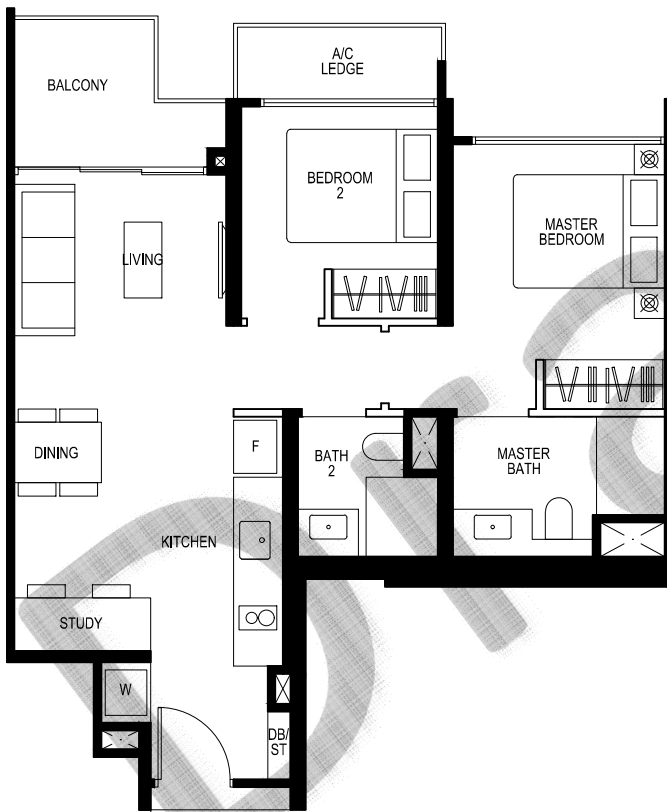 A/C
LEDGE
BALCONY
BEDROOM
2
MASTER
BEDROOM
LIVING
DINING
F
BATH
2
MASTER
BATH
KITCHEN
STUDY
W
DB/
ST